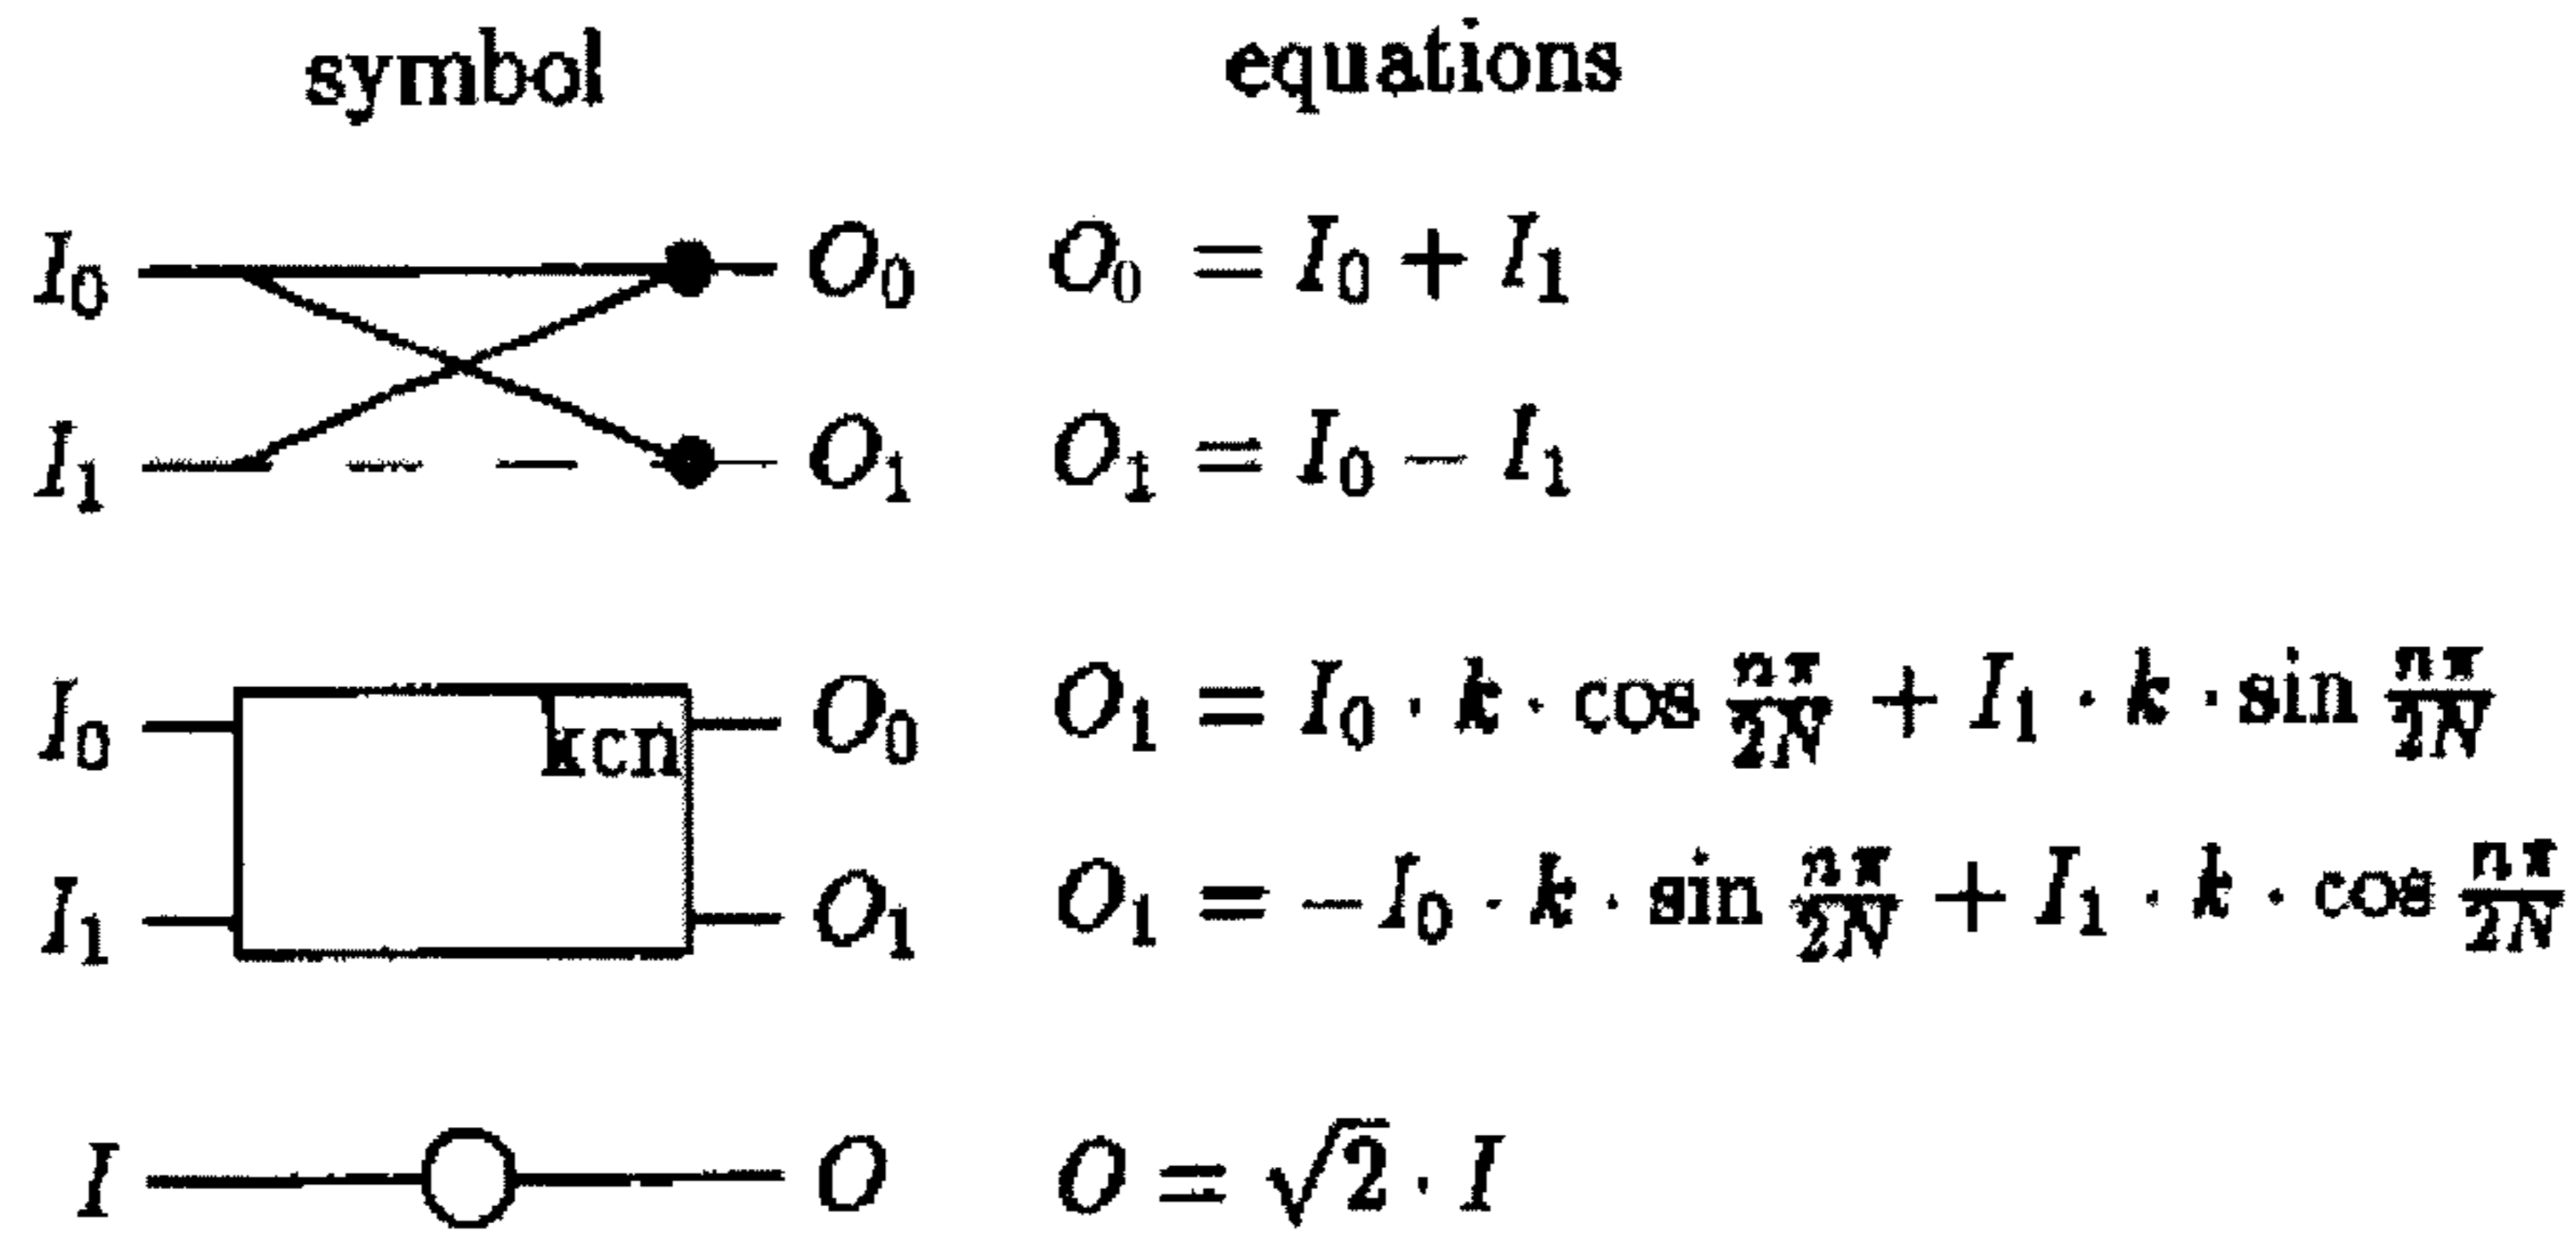 symbol equations
I₀ O₀ O₀ = I₀ + I₁
I₁ O₁ O₁ = I₀ − I₁
I₀ kcn O₀ O₁ = I₀ · k · cos nπ/2N + I₁ · k · sin nπ/2N
I₁ O₁ O₁ = −I₀ · k · sin nπ/2N + I₁ · k · cos nπ/2N
I O O = √2 · I